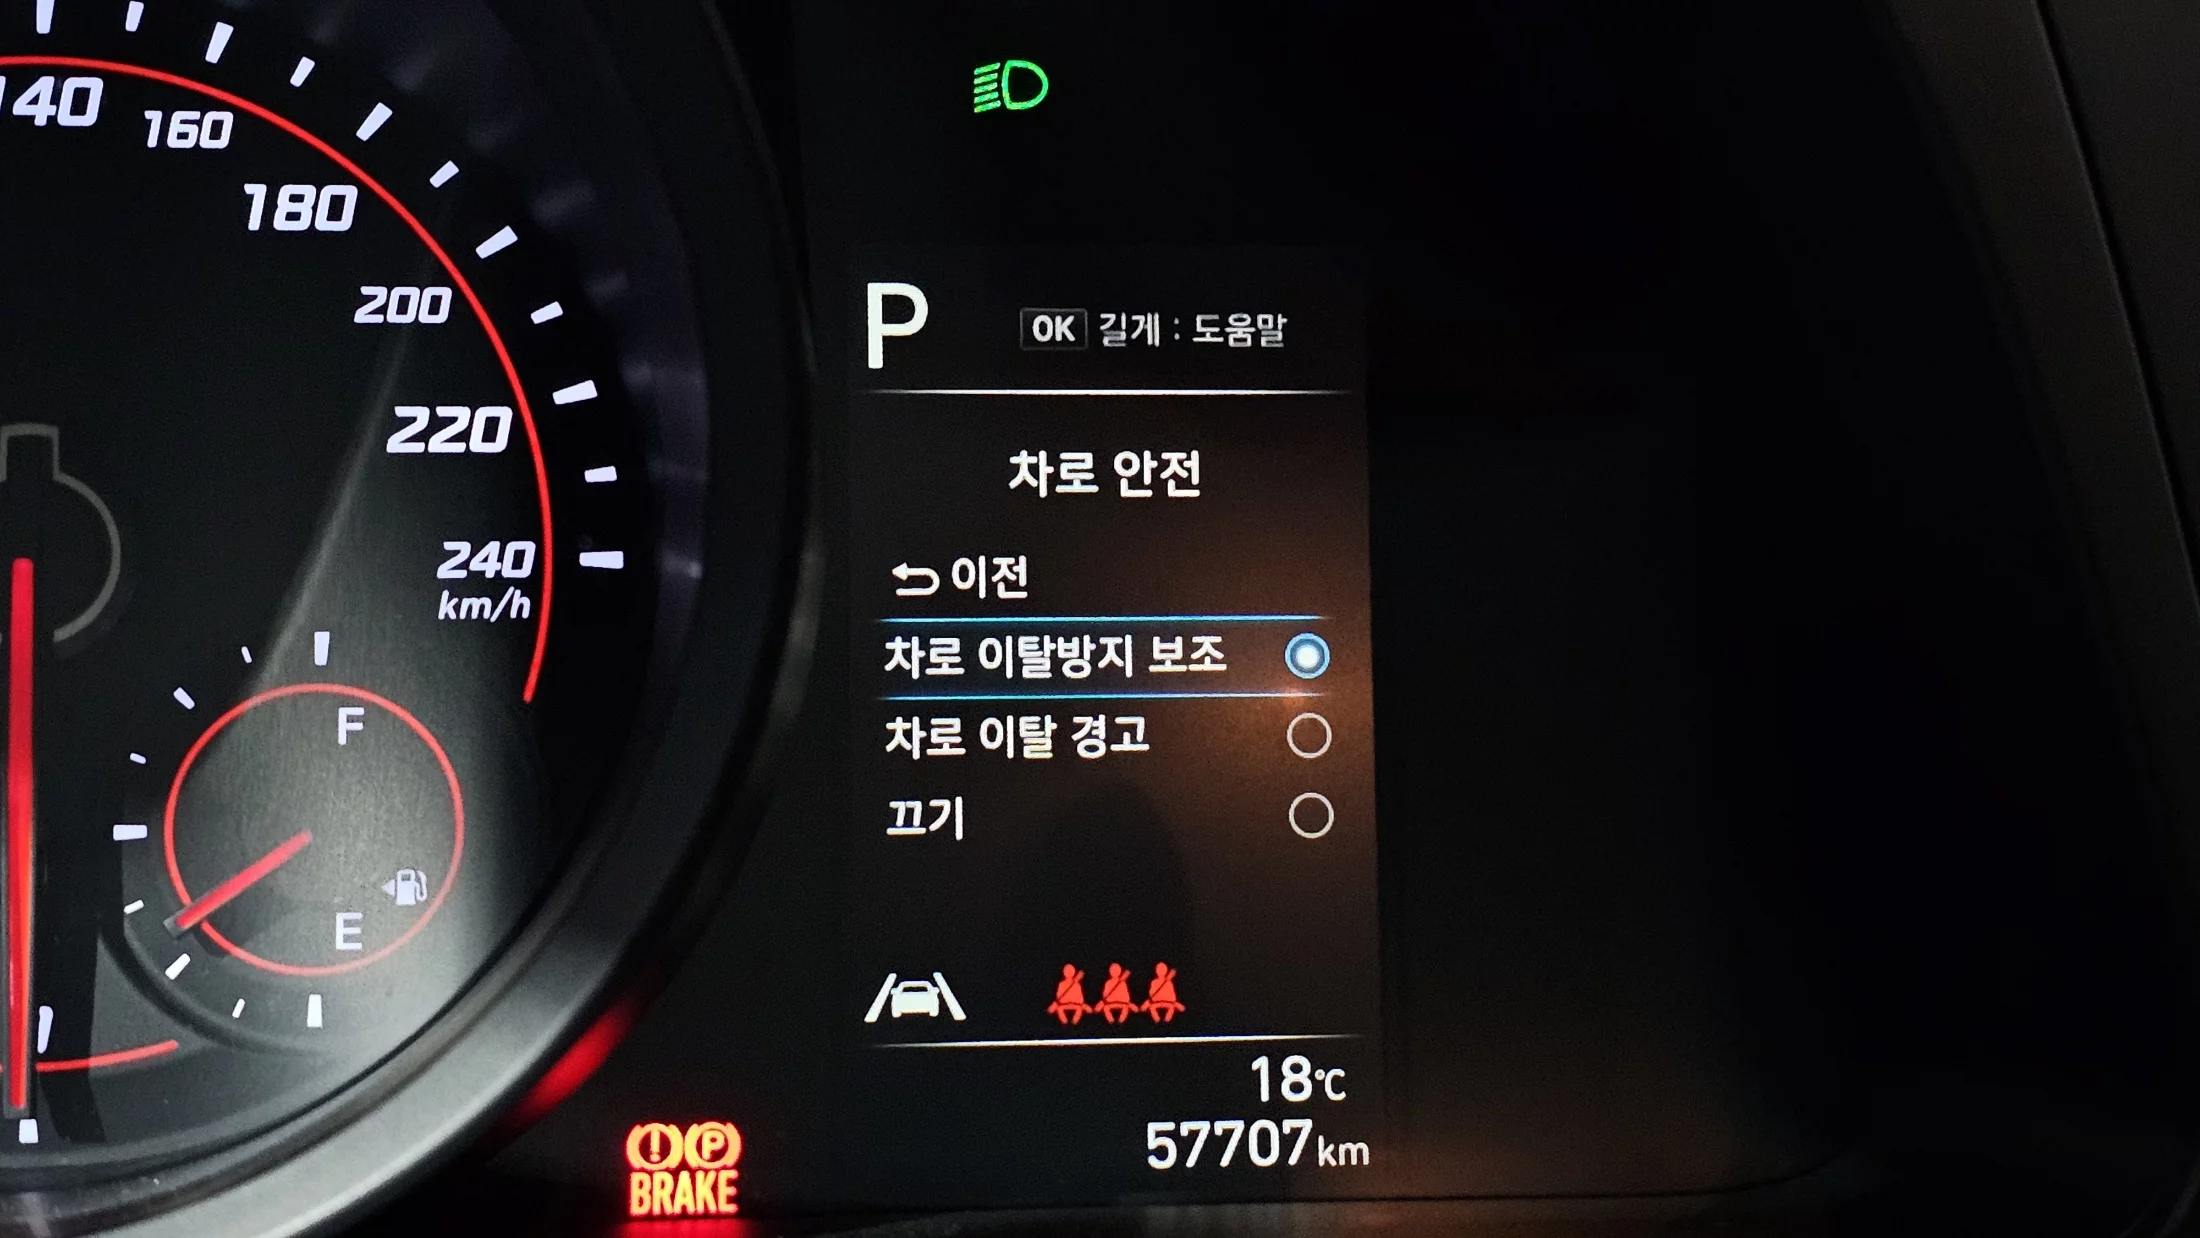 140
160
180
200
220
240
km/h
F
E
P
OK 길게 : 도움말
차로 안전
이전
차로 이탈방지 보조
차로 이탈 경고
끄기
18℃
57707km
! P
BRAKE